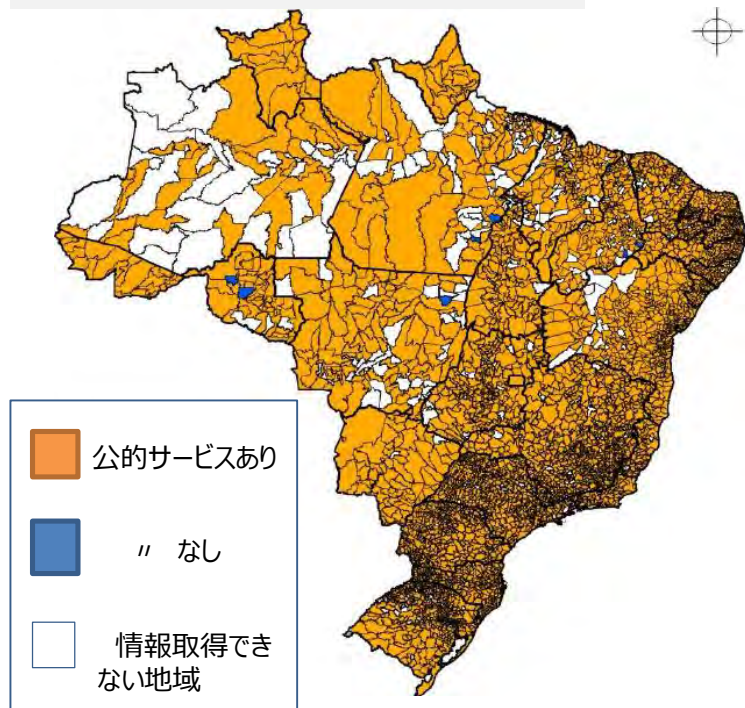 公的サービスあり
〃 なし
情報取得でき
ない地域